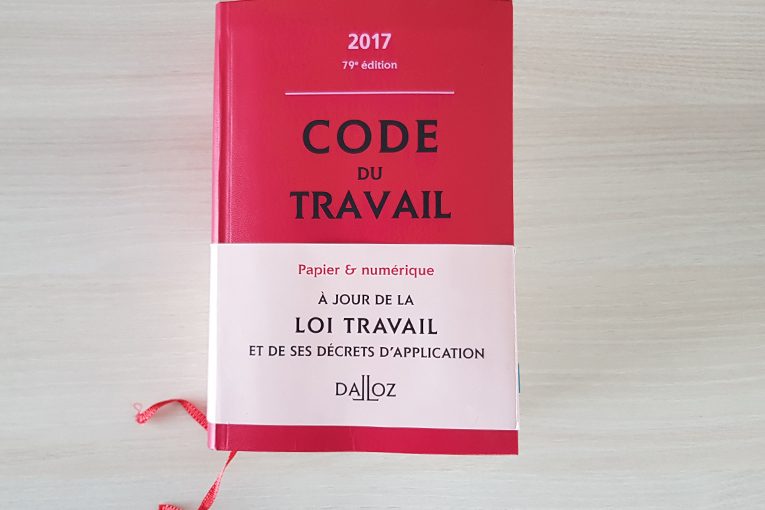 2017
79e édition
CODE
DU
TRAVAIL
Papier & numérique
À JOUR DE LA
LOI TRAVAIL
ET DE SES DÉCRETS D'APPLICATION
DALLOZ